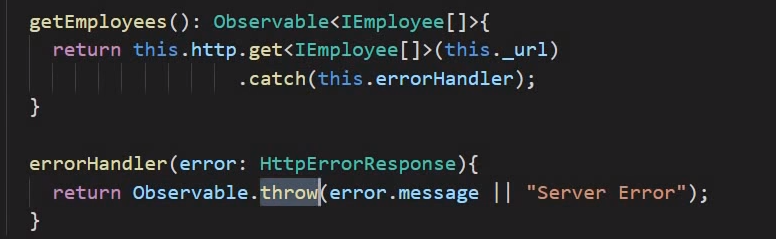 getEmployees(): Observable<IEmployee[]>{
return this.http.get<IEmployee[]>(this._url)
.catch(this.errorHandler);
}
errorHandler(error: HttpErrorResponse){
return Observable.throw(error.message || "Server Error");
}